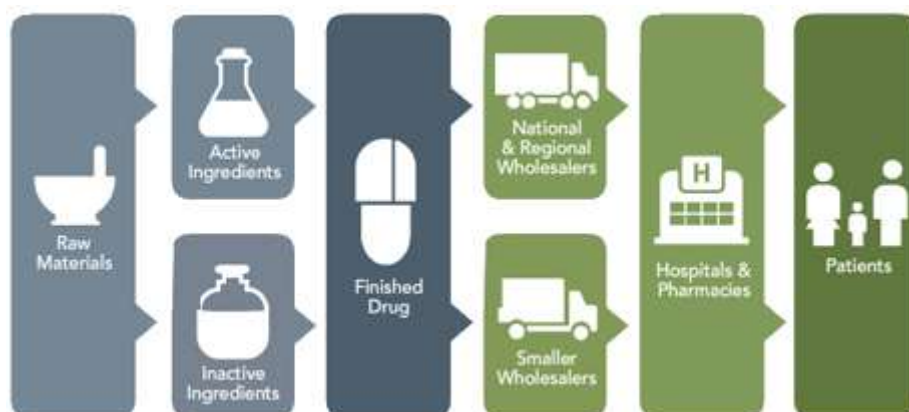 Raw
Materials
Active
Ingredients
Inactive
Ingredients
Finished
Drug
National
& Regional
Wholesalers
Smaller
Wholesalers
H
Hospitals &
Pharmacies
Patients